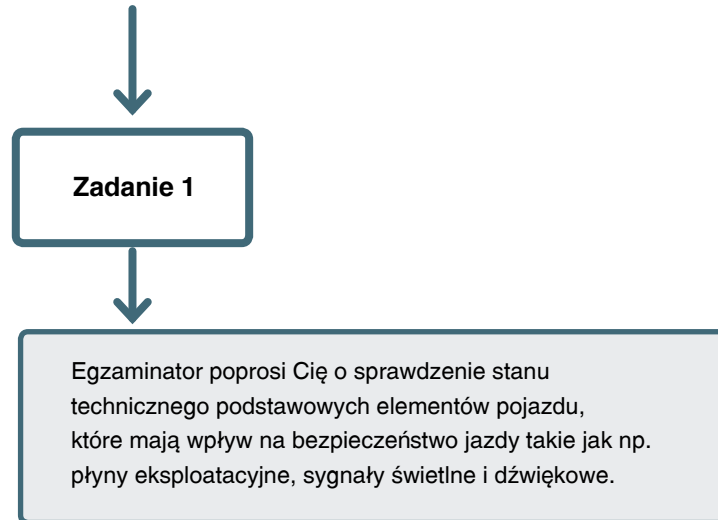 Zadanie 1
Egzaminator poprosi Cię o sprawdzenie stanu
technicznego podstawowych elementów pojazdu,
które mają wpływ na bezpieczeństwo jazdy takie jak np.
płyny eksploatacyjne, sygnały świetlne i dźwiękowe.